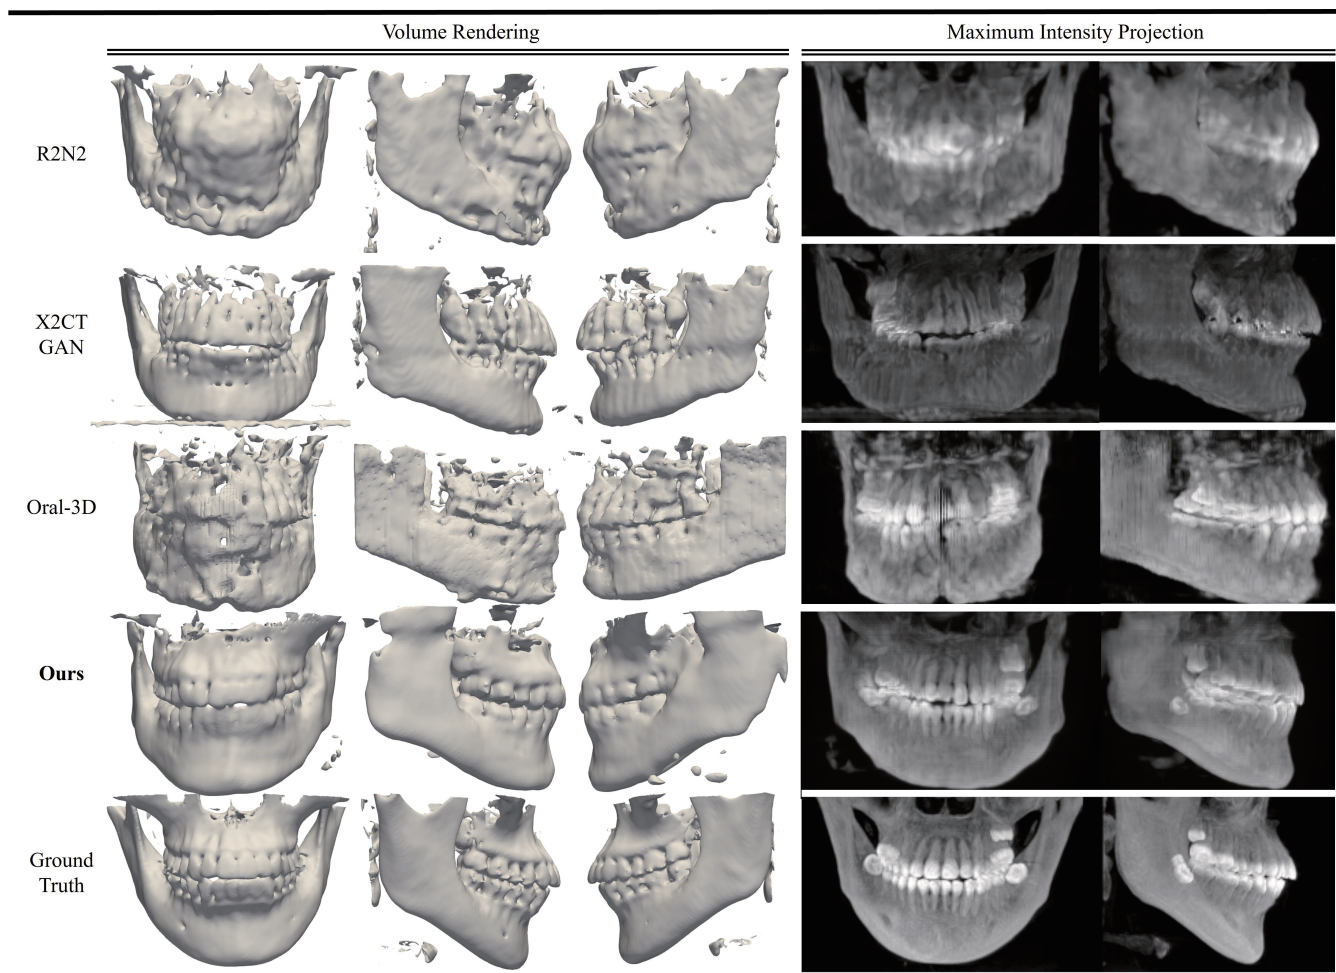 Volume Rendering
Maximum Intensity Projection
R2N2
X2CT
GAN
Oral-3D
Ours
Ground
Truth